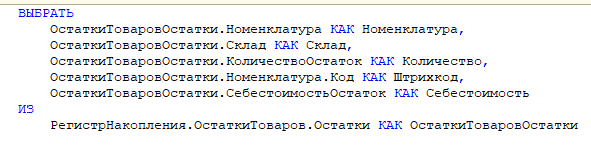 ВЫБРАТЬ
ОстаткиТоваровОстатки.Номенклатура КАК Номенклатура,
ОстаткиТоваровОстатки.Склад КАК Склад,
ОстаткиТоваровОстатки.КоличествоОстаток КАК Количество,
ОстаткиТоваровОстатки.Номенклатура.Код КАК Штрихкод,
ОстаткиТоваровОстатки.СебестоимостьОстаток КАК Себестоимость
ИЗ
РегистрНакопления.ОстаткиТоваров.Остатки КАК ОстаткиТоваровОстатки